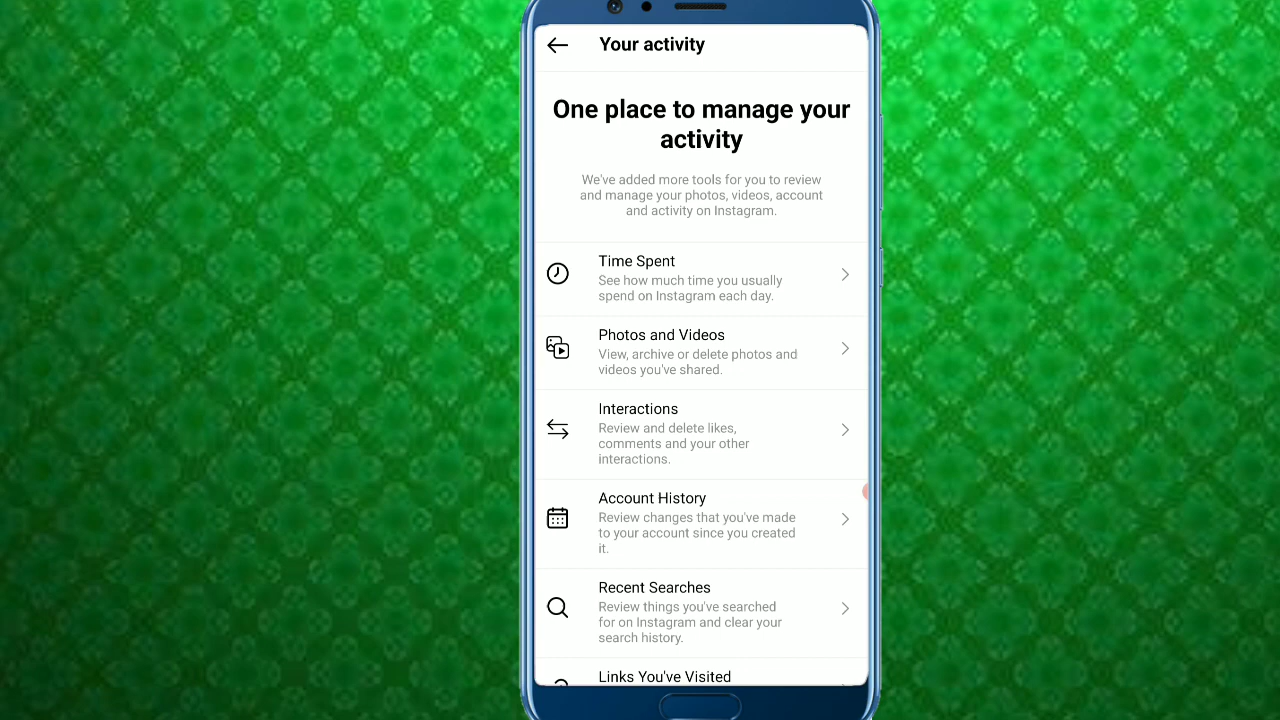 Your activity
One place to manage your
activity
We've added more tools for you to review
and manage your photos, videos, account
and activity on Instagram.
Time Spent
See how much time you usually
spend on Instagram each day.
Photos and Videos
View, archive or delete photos and
videos you've shared.
Interactions
Review and delete likes,
comments and your other
interactions.
Account History
Review changes that you've made
to your account since you created
it.
Recent Searches
Review things you've searched
for on Instagram and clear your
search history.
Links You've Visited